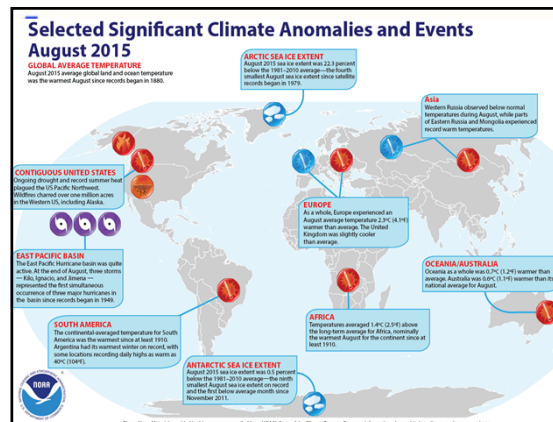 Selected Significant Climate Anomalies and Events
August 2015
GLOBAL AVERAGE TEMPERATURE
August 2015 average global land and ocean temperature
was the warmest August since records began in 1880.
ARCTIC SEA ICE EXTENT
August 2015 sea ice extent was 22.3 percent
below the 1981–2010 average—the fourth
smallest August sea ice extent since satellite
records began in 1979.
Asia
Western Russia observed below normal
temperatures during August, while parts
of Eastern Russia and Mongolia experienced
record warm temperatures.
CONTIGUOUS UNITED STATES
Ongoing drought and record summer heat
plagued the US Pacific Northwest.
Wildfires charred over one million acres
in the Western US, including Alaska.
EUROPE
As a whole, Europe experienced an
August average temperature 2.3°C (4.1°F)
warmer than average. The United
Kingdom was slightly cooler
than average.
EAST PACIFIC BASIN
The East Pacific Hurricane basin was quite
active. At the end of August, three storms
— Kilo, Ignacio, and Jimena —
represented the first simultaneous
occurrence of three major hurricanes in
the basin since records began in 1949.
OCEANIA/AUSTRALIA
Oceania as a whole was 0.7°C (1.2°F) warmer than
average. Australia was 0.6°C (1.1°F) warmer than its
national average for August.
SOUTH AMERICA
The continental-averaged temperature for South
America was the warmest since at least 1910.
Argentina had its warmest winter on record, with
some locations recording daily highs as warm as
40°C (104°F).
AFRICA
Temperatures averaged 1.4°C (2.5°F) above
the long-term average for Africa, nominally
the warmest August for the continent since at
least 1910.
ANTARCTIC SEA ICE EXTENT
August 2015 sea ice extent was 0.5 percent
below the 1981–2010 average—the ninth
smallest August sea ice extent on record
and the first below average month since
November 2011.
NOAA